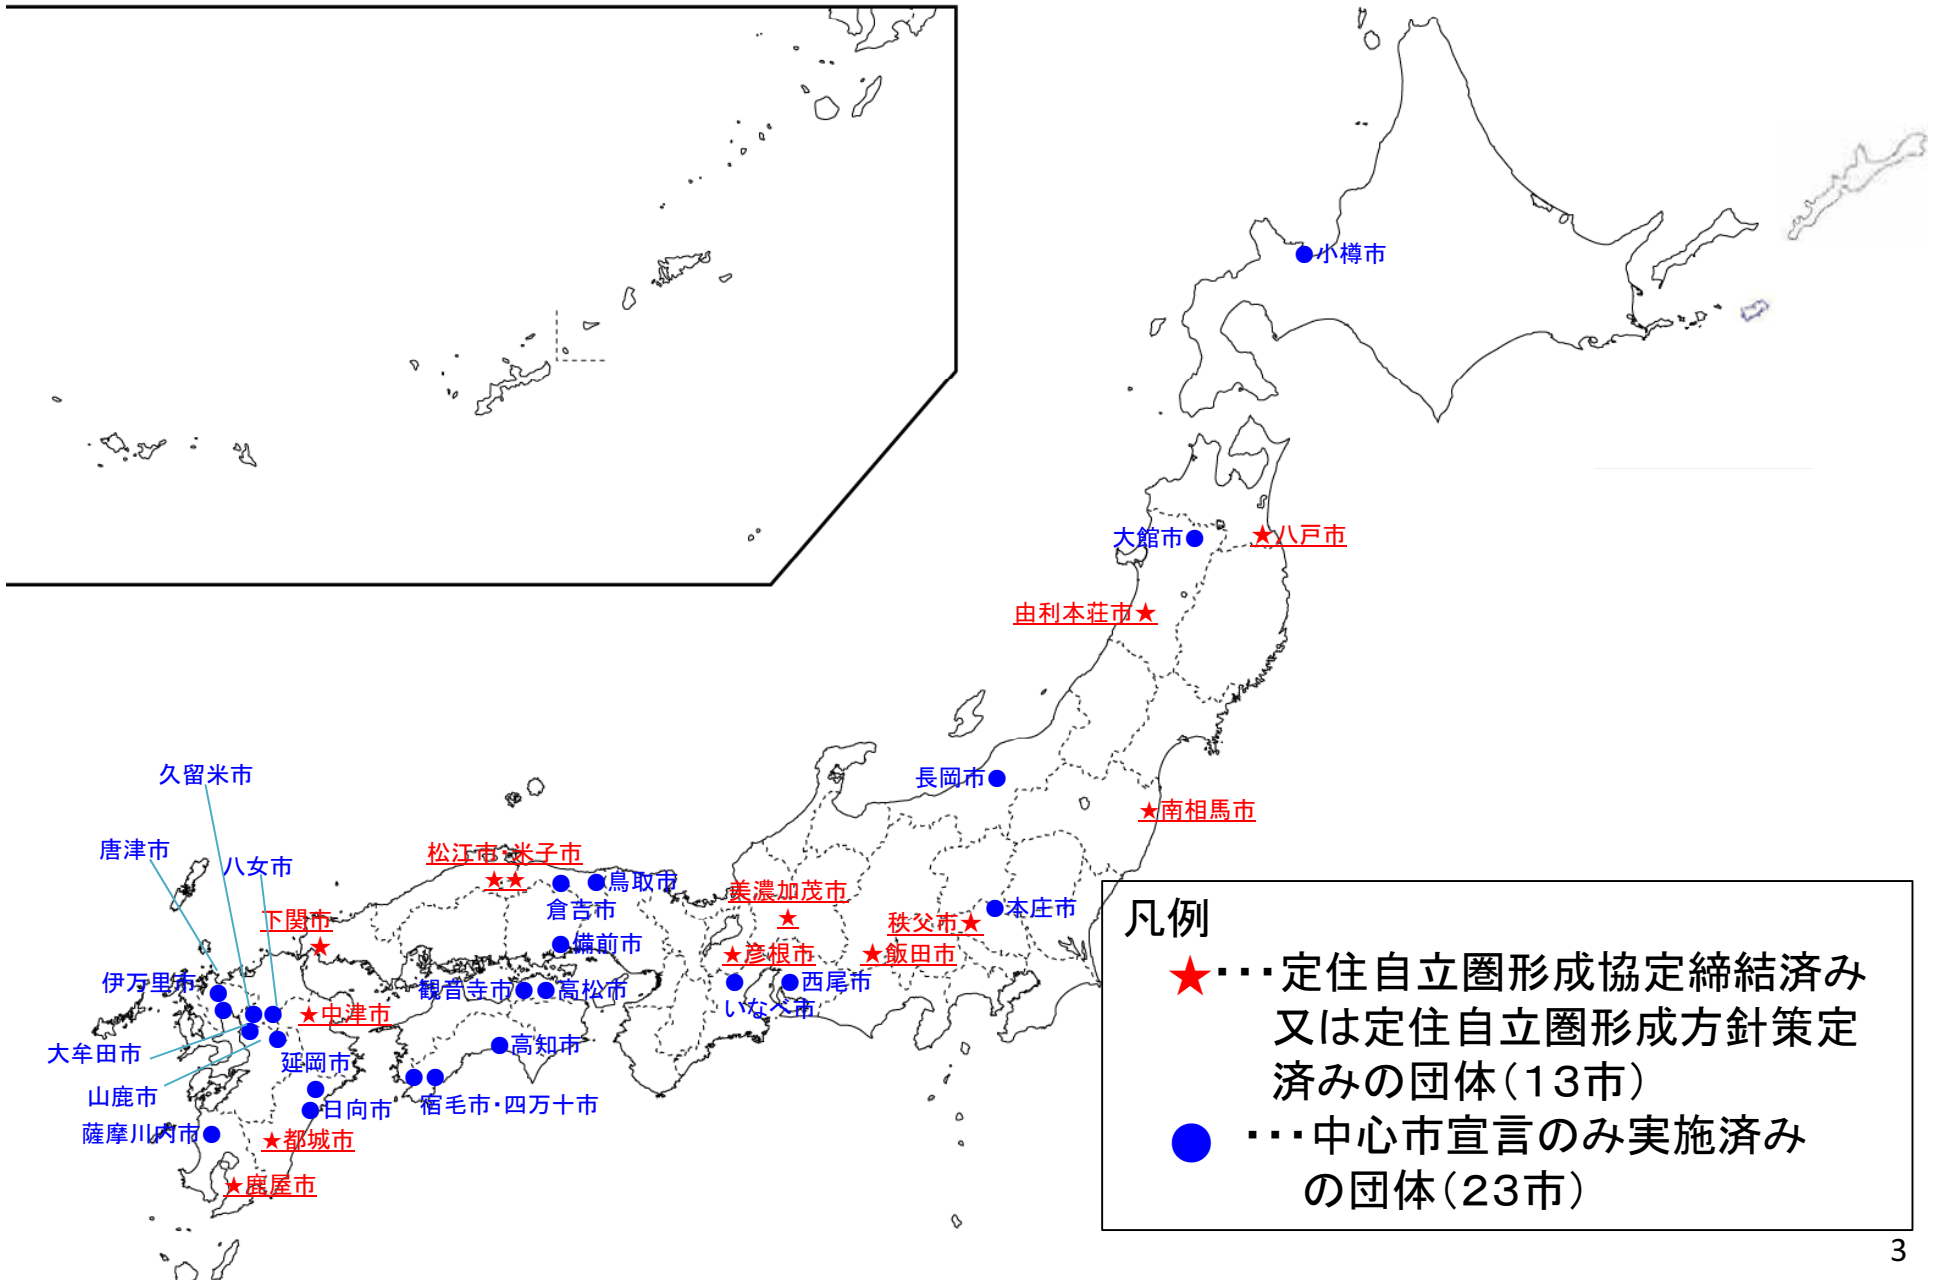 小樽市
大館市
八戸市
由利本荘市
長岡市
南相馬市
久留米市
唐津市
八女市
松江市・米子市
鳥取市
倉吉市
美濃加茂市
本庄市
秩父市
下関市
備前市
彦根市
飯田市
伊万里市
観音寺市
高松市
いなべ市
西尾市
中津市
大牟田市
延岡市
高知市
山鹿市
日向市
宿毛市・四万十市
薩摩川内市
都城市
鹿屋市
凡例
★・・・定住自立圏形成協定締結済み
又は定住自立圏形成方針策定
済みの団体(13市)
●・・・中心市宣言のみ実施済み
の団体(23市)
3